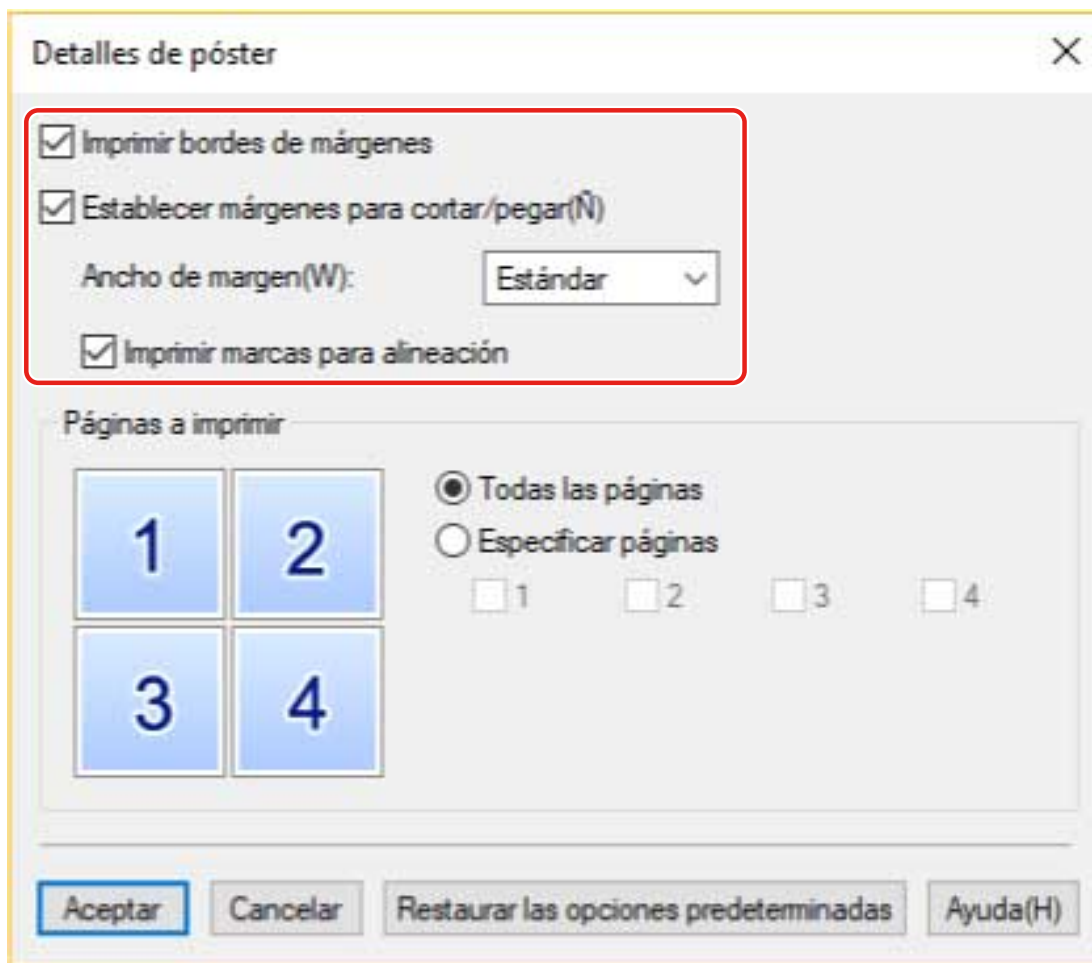 Detalles de póster
Imprimir bordes de márgenes
Establecer márgenes para cortar/pegar(Ñ)
Ancho de margen(W): Estándar
Imprimir marcas para alineación
Páginas a imprimir
1 2
3 4
Todas las páginas
Especificar páginas
1 2 3 4
Aceptar Cancelar Restaurar las opciones predeterminadas Ayuda(H)